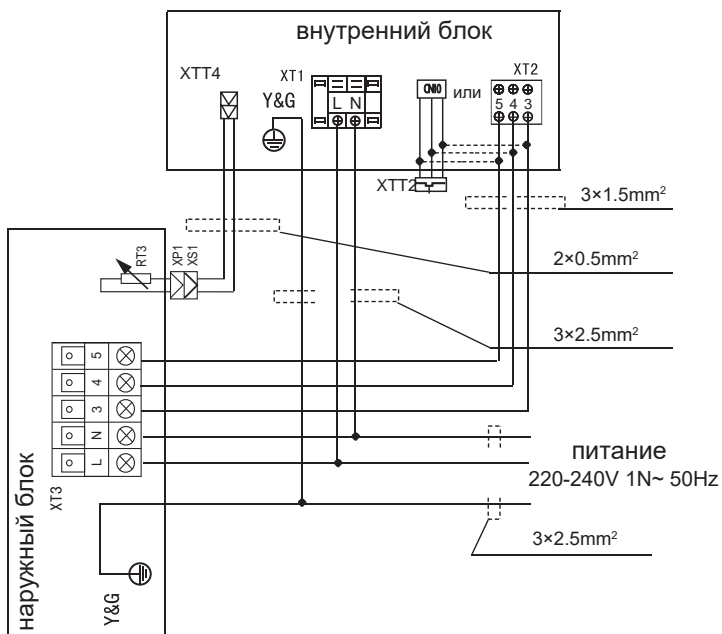 внутренний блок
XTT4
XT1
Y&G
L N
CN10
или
XT2
5 4 3
XTT2
3×1.5mm²
2×0.5mm²
3×2.5mm²
RT3
XP1
XS1
5
4
3
N
L
XT3
наружный блок
Y&G
питание
220-240V 1N~ 50Hz
3×2.5mm²